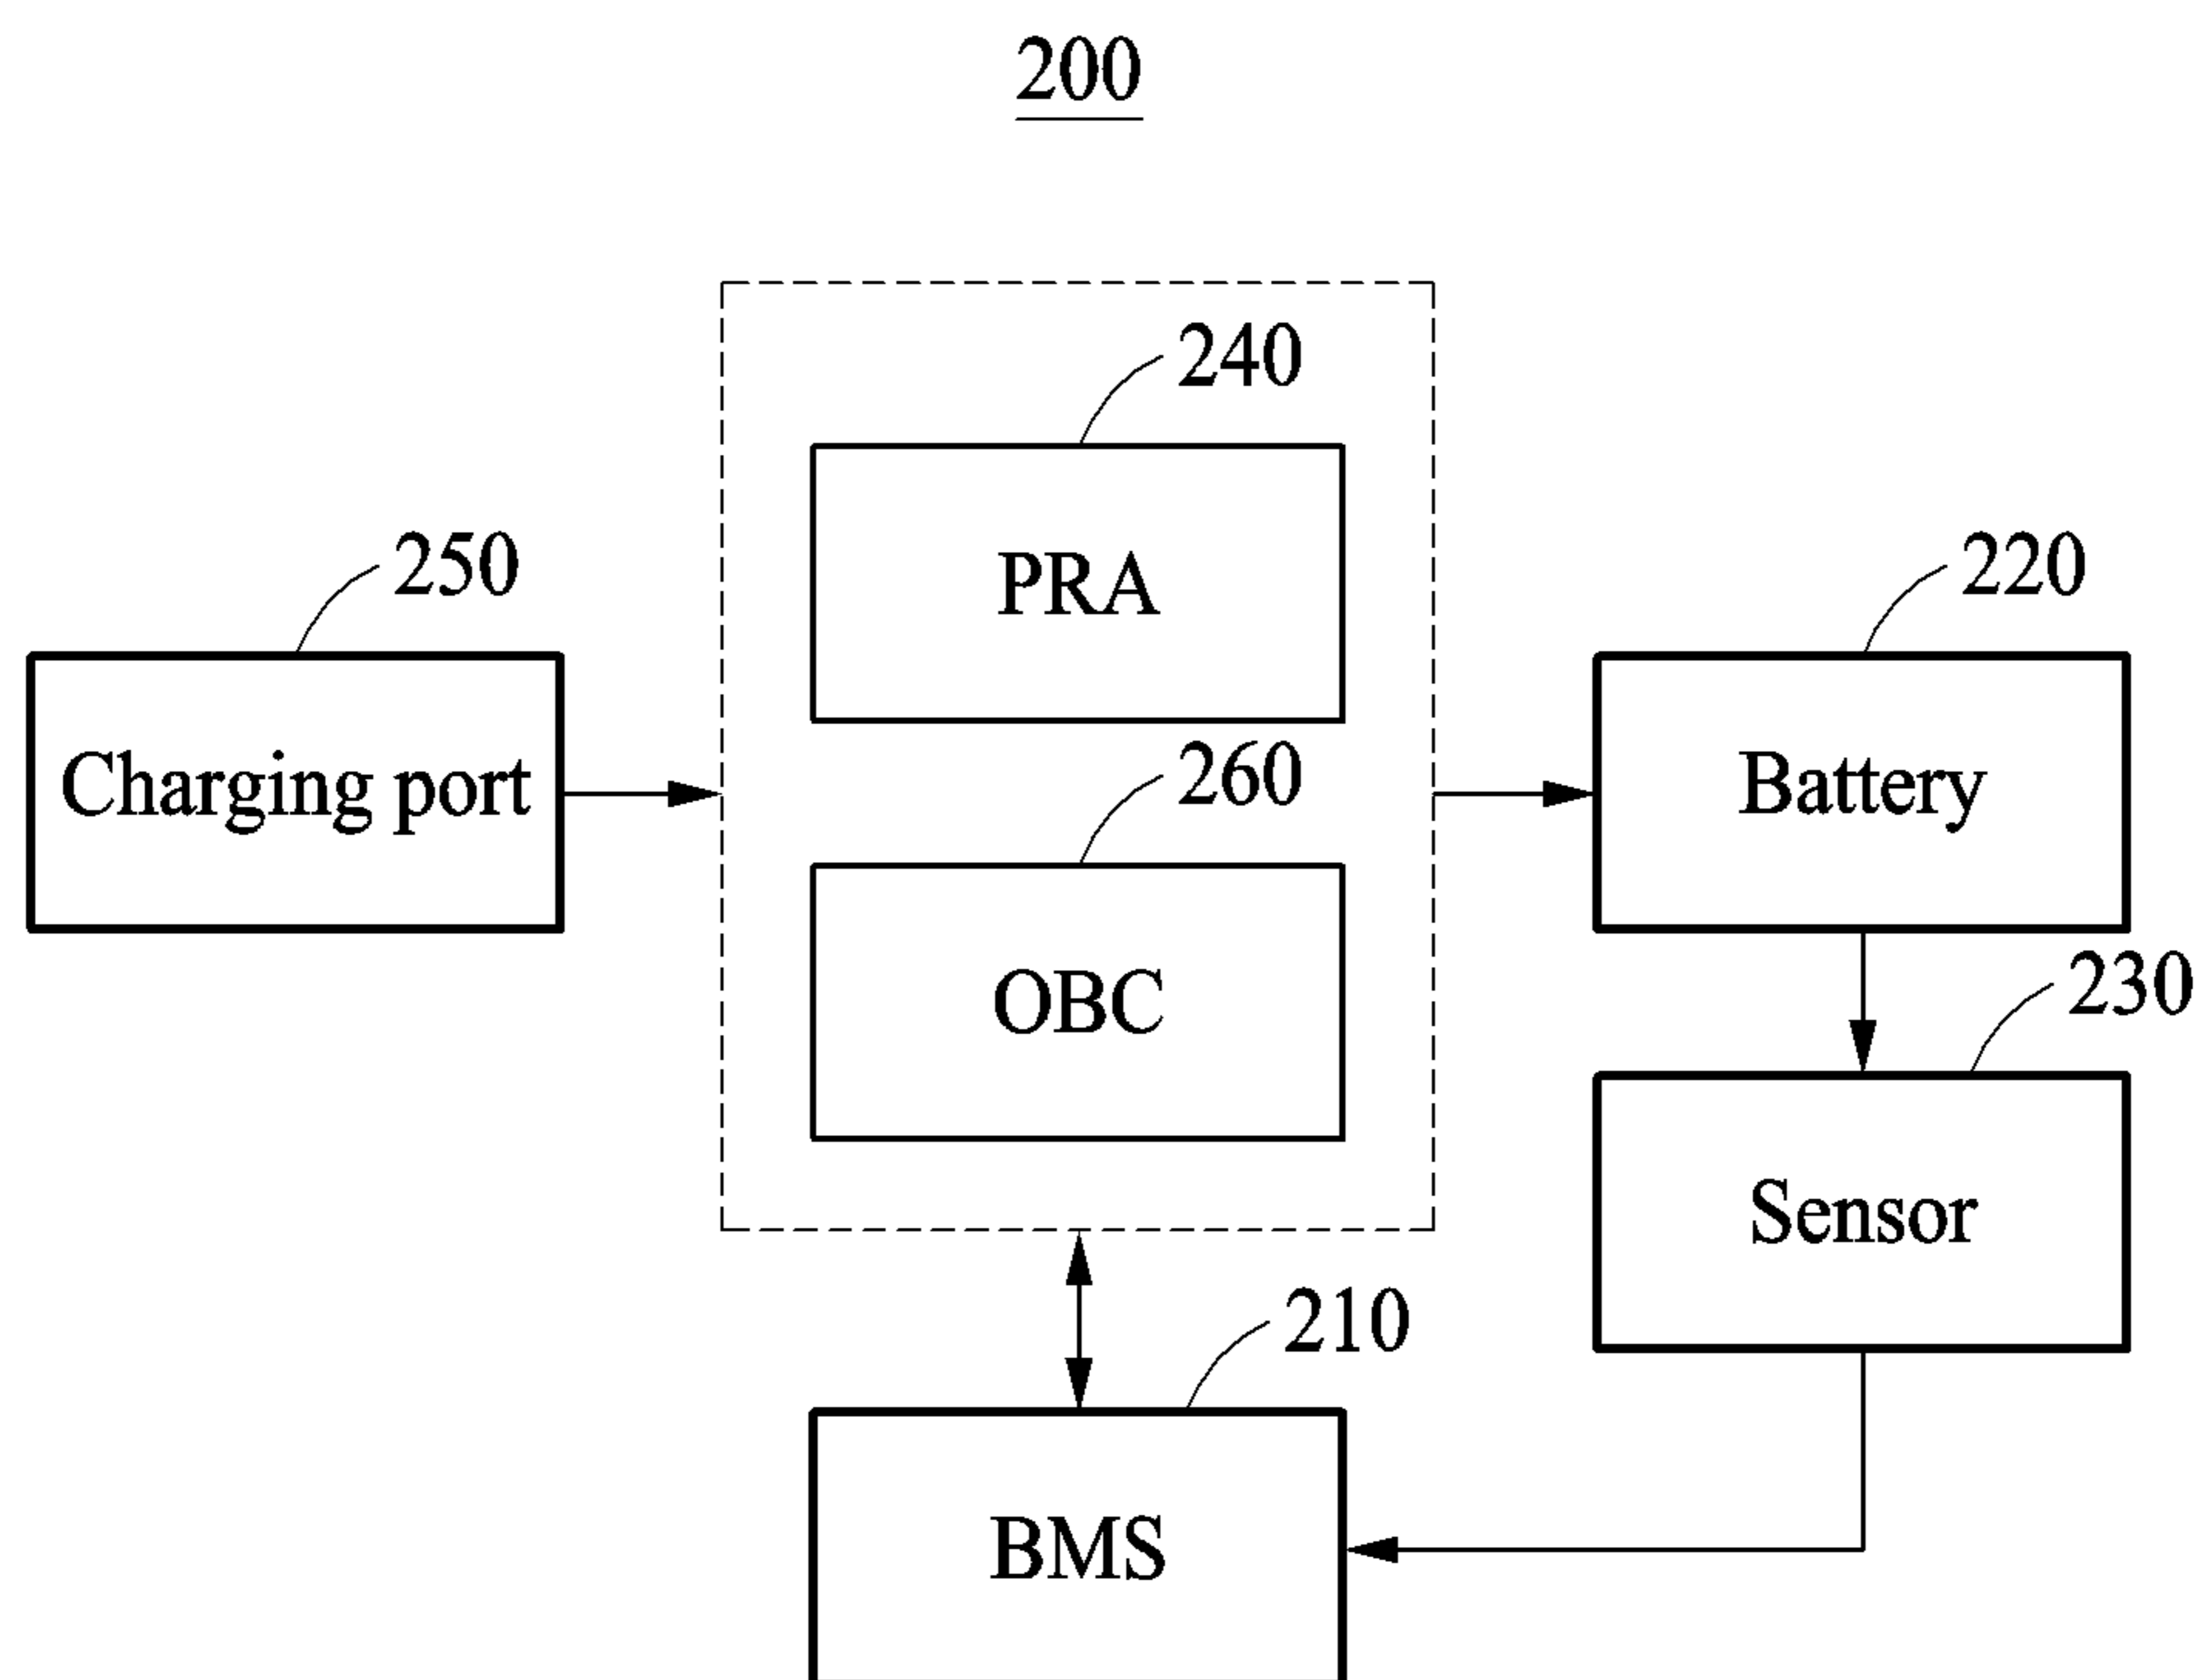 200
240
PRA
250
Charging port
220
Battery
260
OBC
230
Sensor
210
BMS